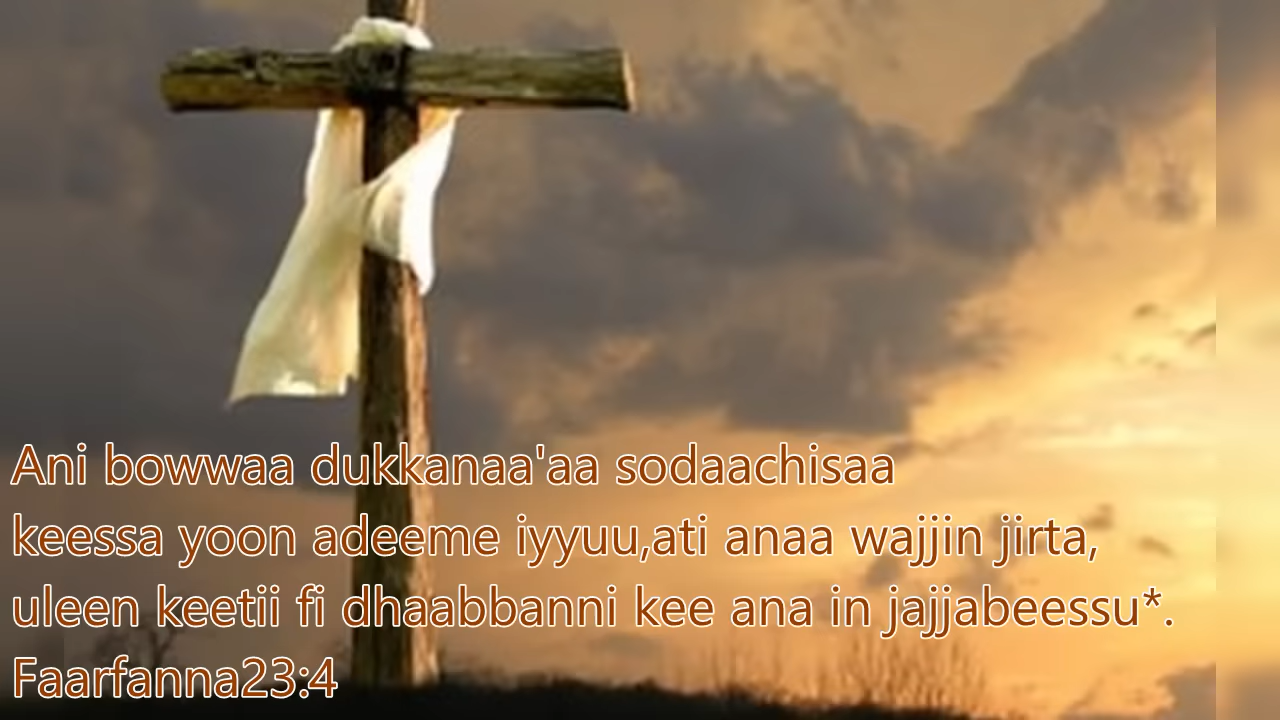 Ani bowwaa dukkanaa'aa sodaachisaa
keessa yoon adeeme iyyuu,ati anaa wajjin jirta,
uleen keetii fi dhaabbanni kee ana in jajjabeessu*.
Faarfanna23:4